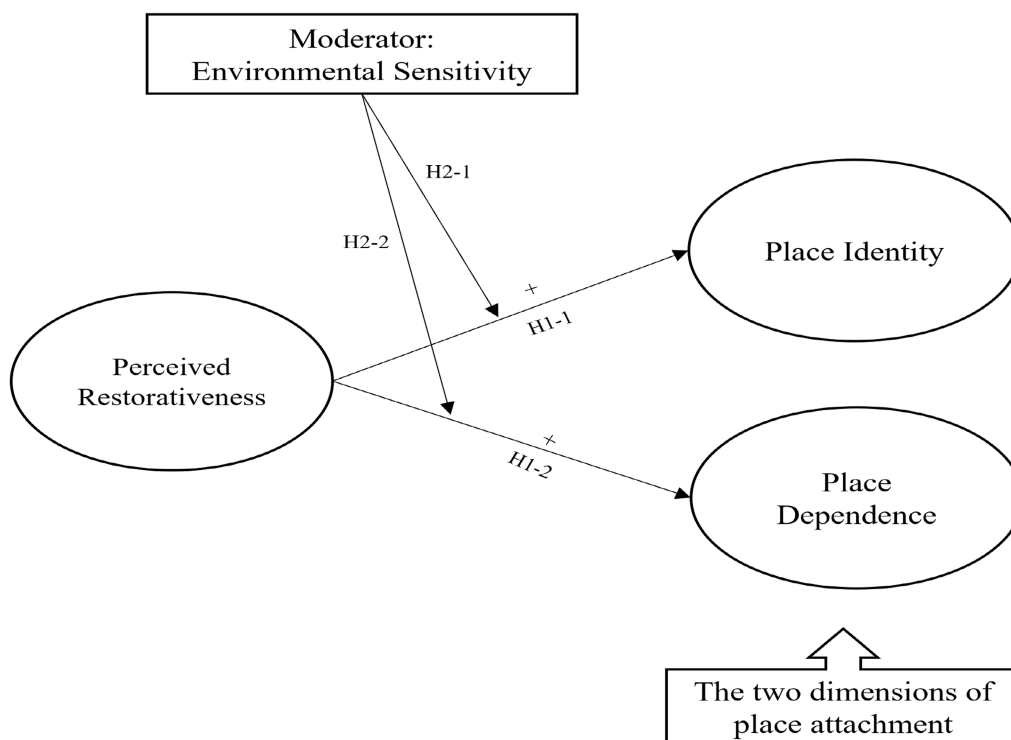 Moderator:
Environmental Sensitivity
H2-1
H2-2
Place Identity
+
H1-1
Perceived
Restorativeness
+
H1-2
Place
Dependence
The two dimensions of
place attachment